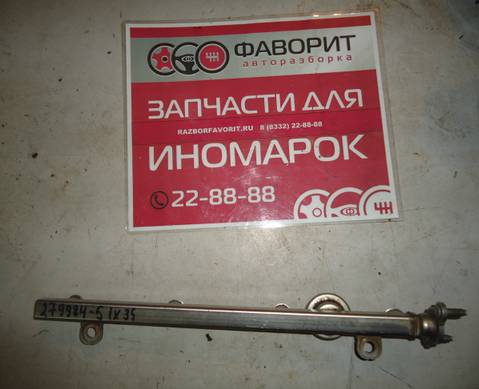 ФАВОРИТ
авторазборка
ЗАПЧАСТИ ДЛЯ
RAZBORFAVORIT.RU 8 (8332) 22-88-88
ИНОМАРОК
22-88-88
279984-5 IX35